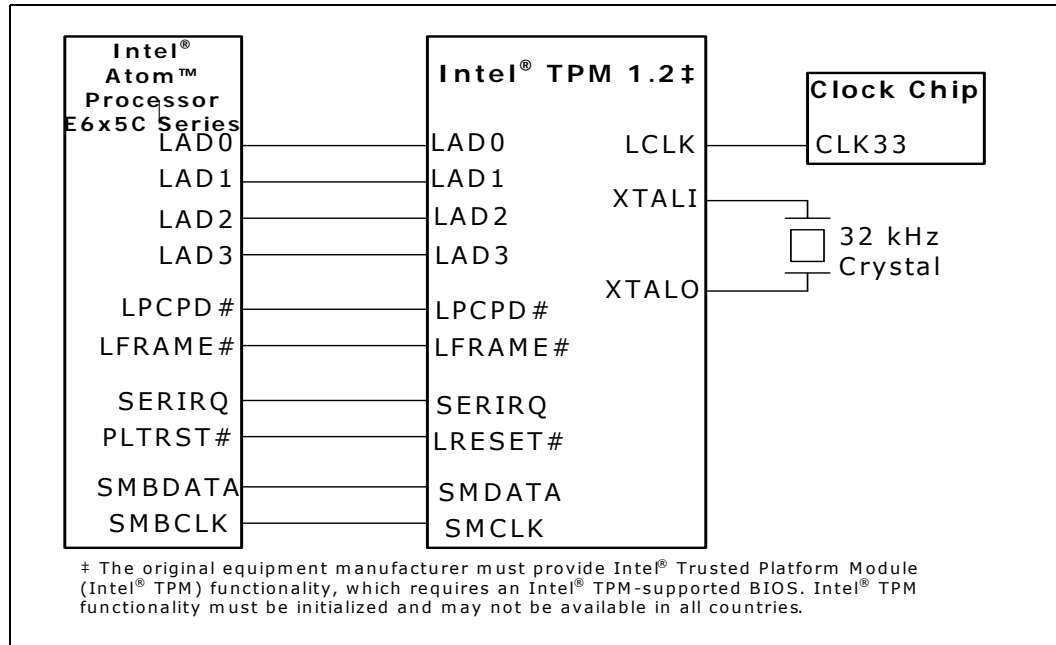 Intel®
Atom™
Processor
E6x5C Series
LAD0
LAD1
LAD2
LAD3
LPCPD#
LFRAME#
SERIRQ
PLTRST#
SMBDATA
SMBCLK
Intel® TPM 1.2‡
LAD0
LAD1
LAD2
LAD3
LPCPD#
LFRAME#
SERIRQ
LRESET#
SMDATA
SMCLK
LCLK
XTALI
XTALO
Clock Chip
CLK33
32 kHz
Crystal
‡ The original equipment manufacturer must provide Intel® Trusted Platform Module
(Intel® TPM) functionality, which requires an Intel® TPM-supported BIOS. Intel® TPM
functionality must be initialized and may not be available in all countries.